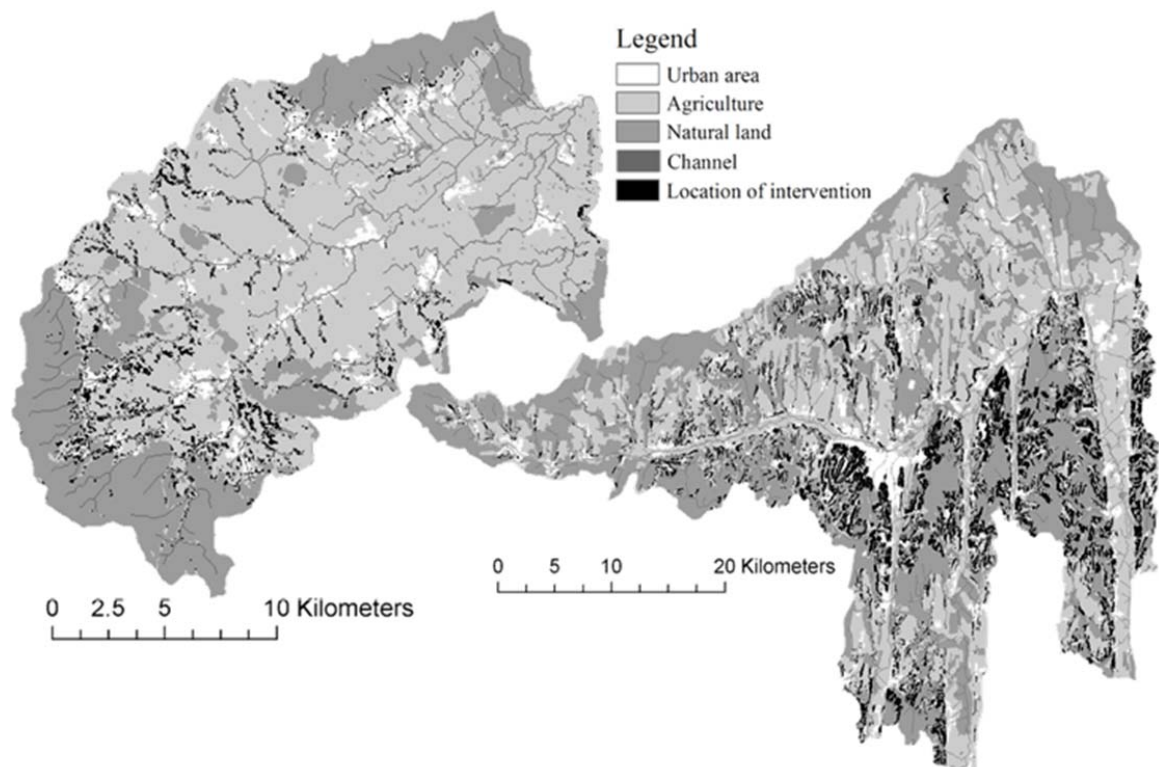 Legend
Urban area
Agriculture
Natural land
Channel
Location of intervention
0 5 10 20 Kilometers
0 2.5 5 10 Kilometers